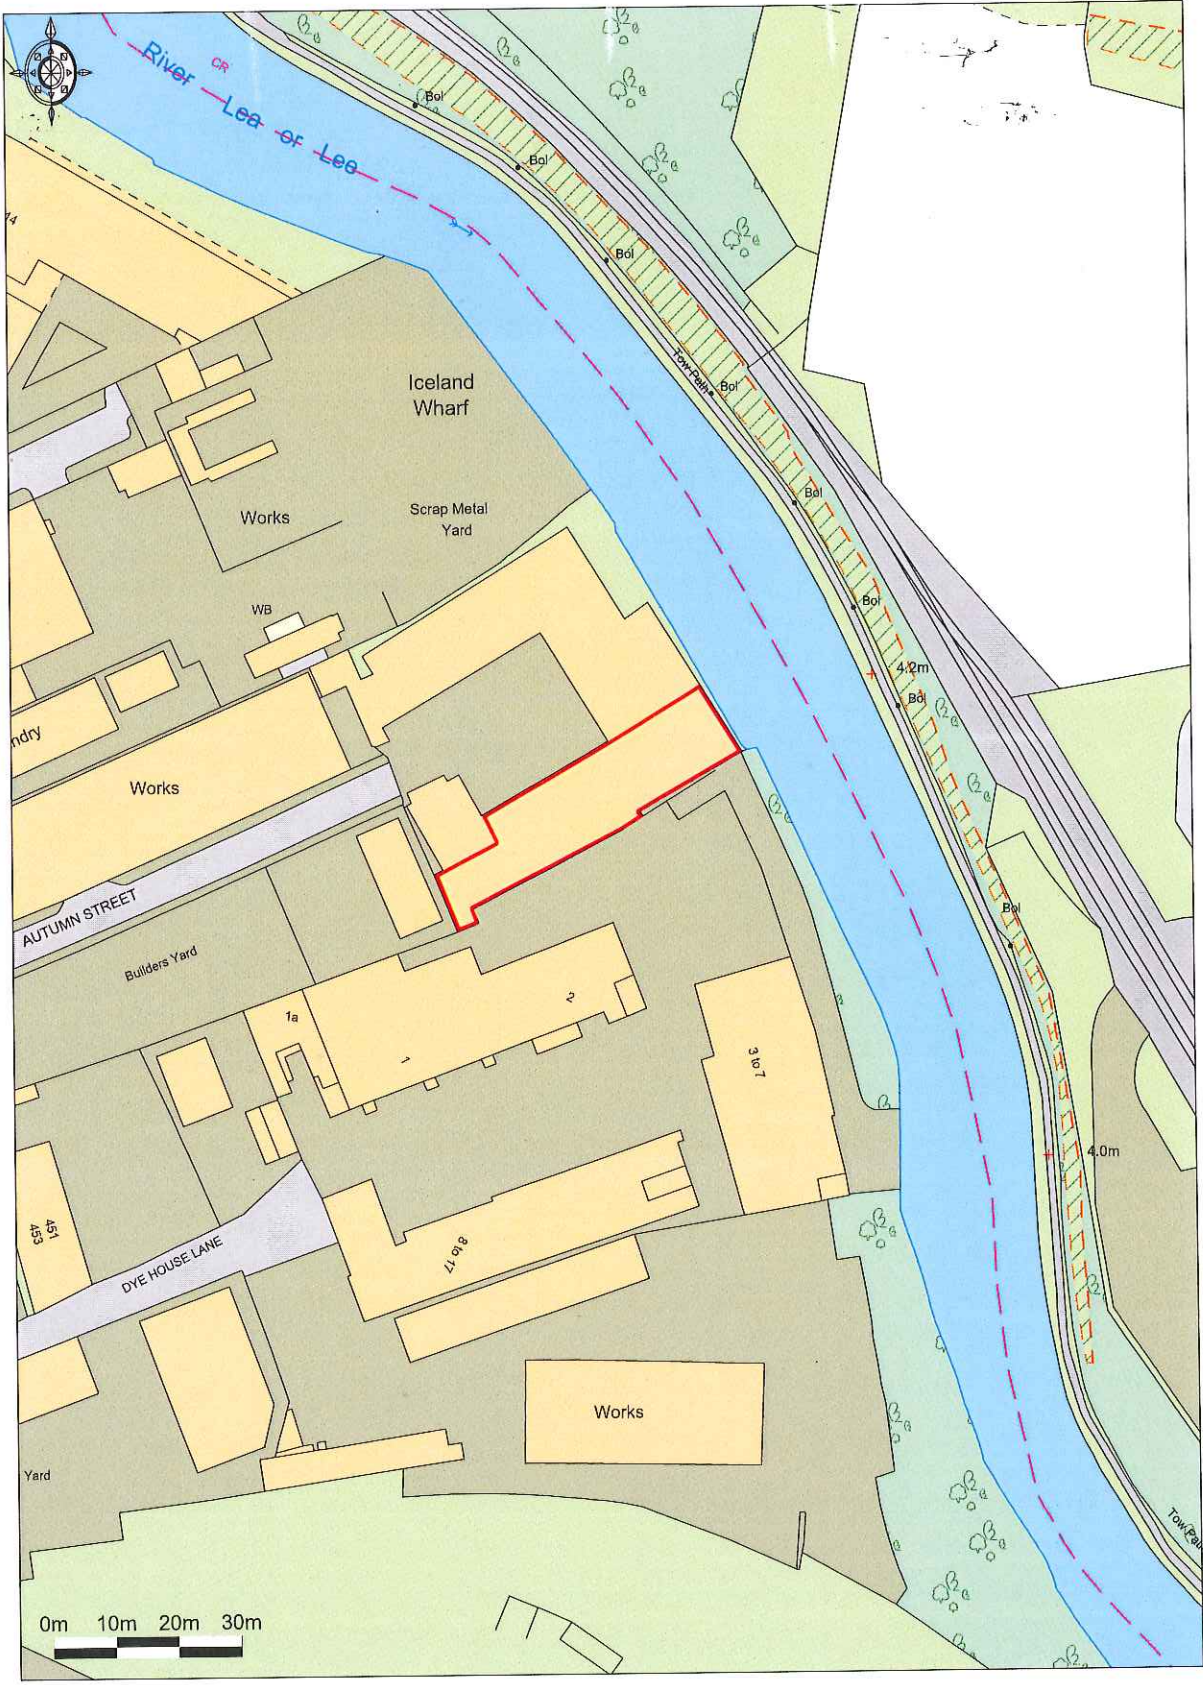 CR
River Lea or Lee
Bol
Bol
Bol
14
Tow Path
Bol
Iceland
Wharf
Bol
Scrap Metal
Yard
Works
Bol
WB
4.2m
Bol
ndry
Works
AUTUMN STREET
Bol
Builders Yard
2
1a
1
3 to 7
4.0m
451
453
8 to 17
DYE HOUSE LANE
Works
Yard
Tow Path
0m 10m 20m 30m